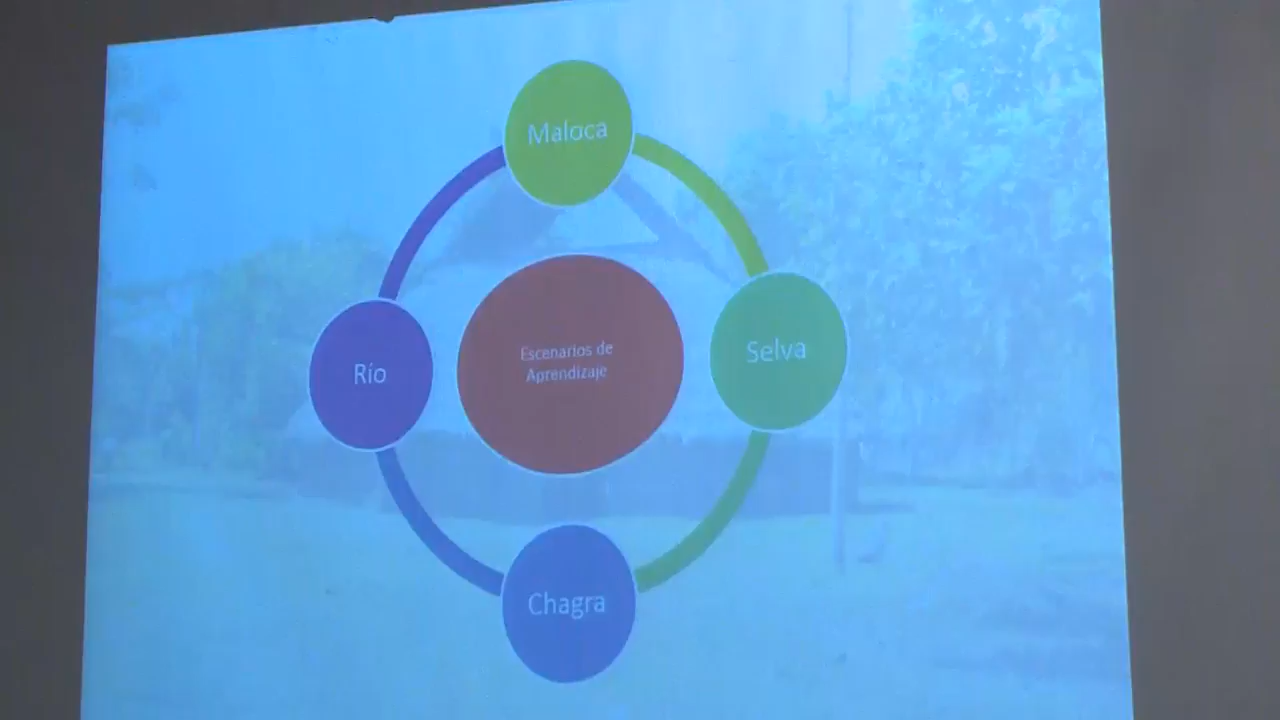 Maloca
Selva
Escenarios de
Aprendizaje
Río
Chagra